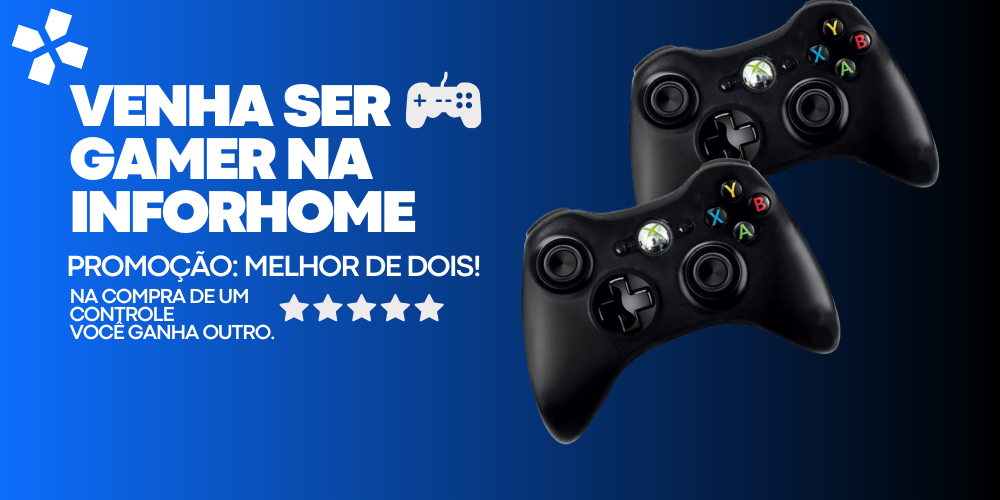 VENHA SER
GAMER NA
INFORHOME
PROMOÇÃO: MELHOR DE DOIS!
NA COMPRA DE UM
CONTROLE
VOCÊ GANHA OUTRO.
Y
B
X
A
Y
B
X
A